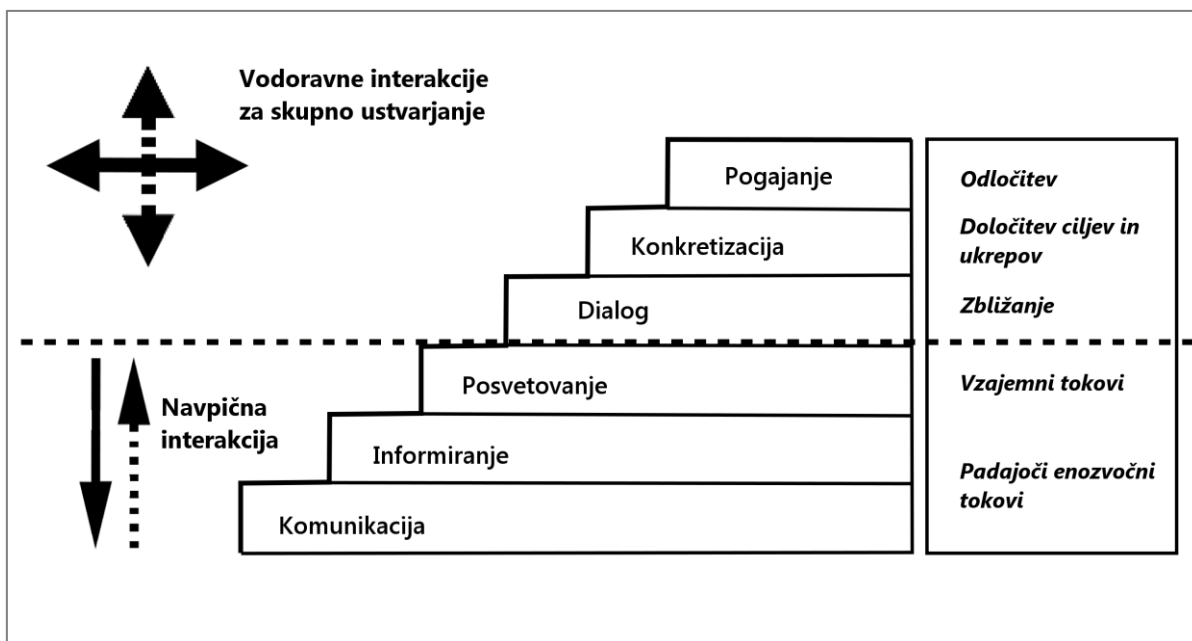 Vodoravne interakcije
za skupno ustvarjanje
Pogajanje
Odločitev
Konkretizacija
Določitev ciljev in
ukrepov
Dialog
Zbližanje
Posvetovanje
Vzajemni tokovi
Navpična
interakcija
Informiranje
Padajoči enozvočni
tokovi
Komunikacija